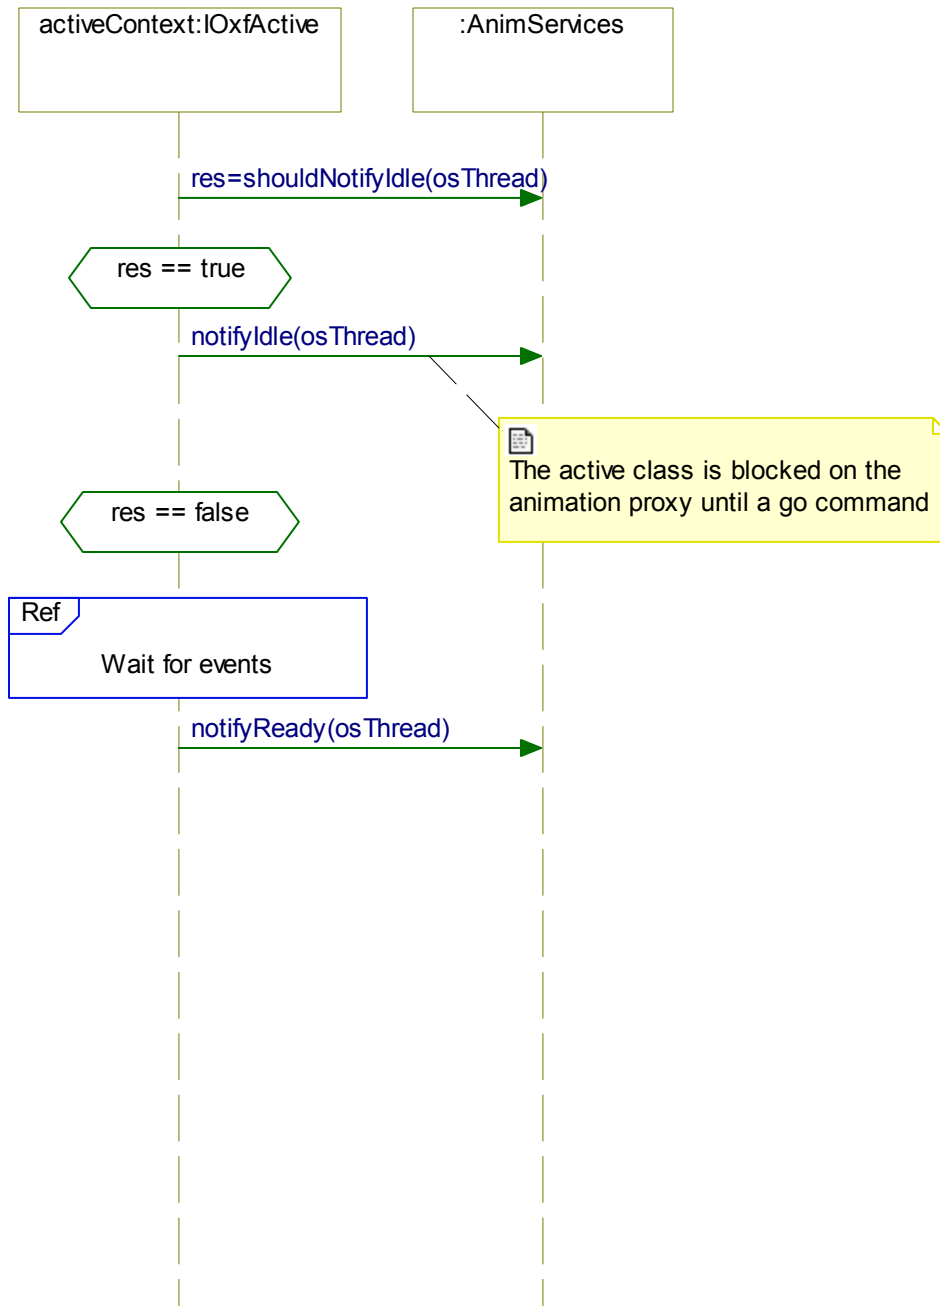 activeContext:IOxfActive
:AnimServices
res=shouldNotifyIdle(osThread)
res == true
notifyIdle(osThread)
The active class is blocked on the
animation proxy until a go command
res == false
Ref
Wait for events
notifyReady(osThread)